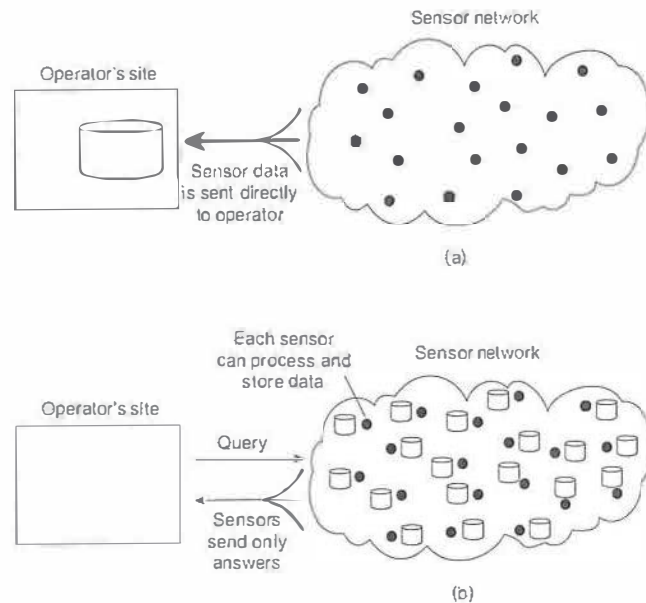 Sensor network
Operator's site
Sensor data
is sent directly
to operator
(a)
Each sensor
can process and
store data
Sensor network
Operator's site
Query
Sensors
send only
answers
(b)